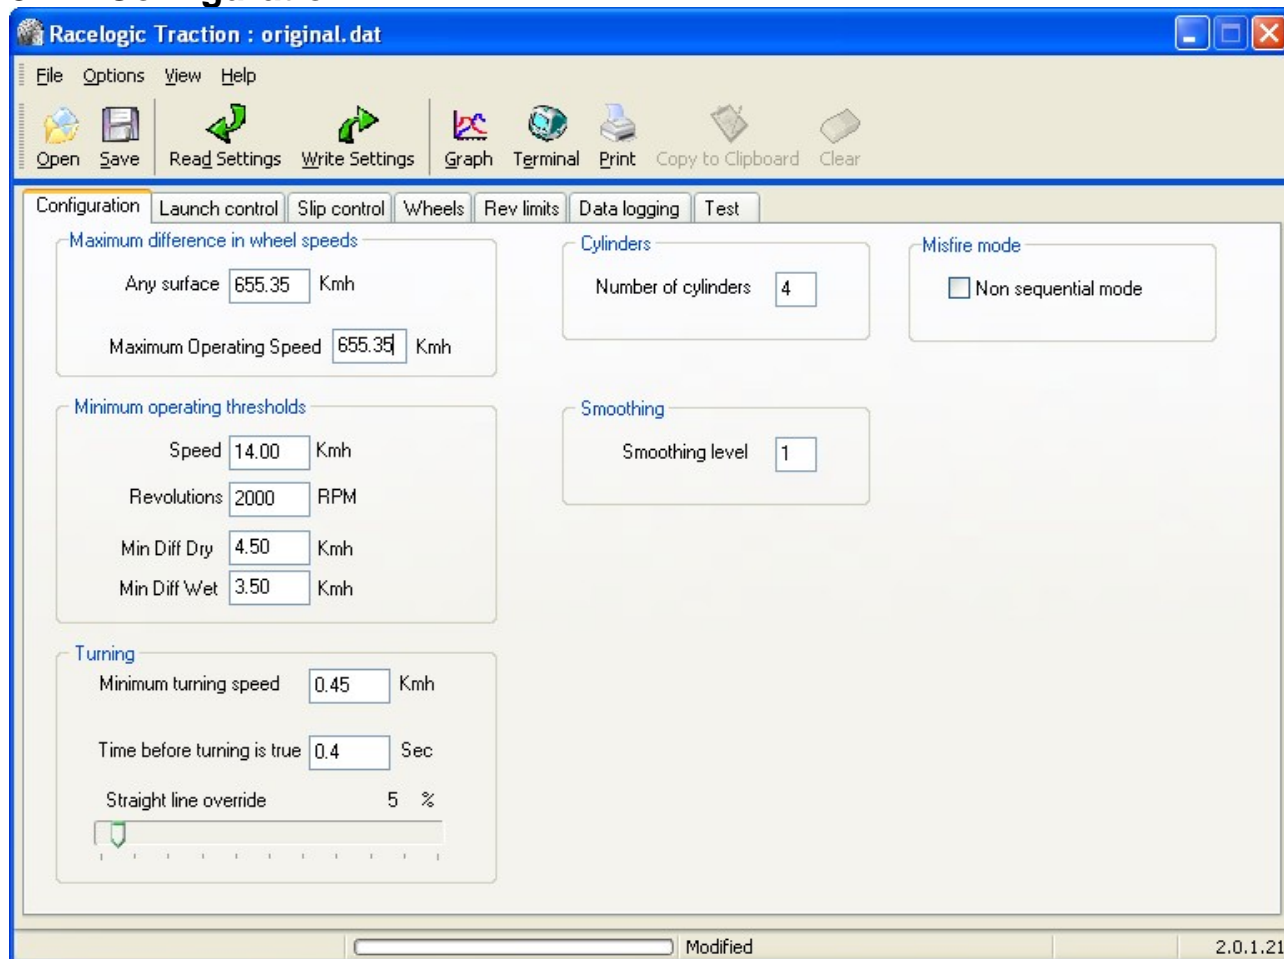 Racelogic Traction : original.dat
File Options View Help
Open Save Read Settings Write Settings Graph Terminal Print Copy to Clipboard Clear
Configuration Launch control Slip control Wheels Rev limits Data logging Test
Maximum difference in wheel speeds
Any surface 655.35 Kmh
Maximum Operating Speed 655.35 Kmh
Cylinders
Number of cylinders 4
Misfire mode
Non sequential mode
Minimum operating thresholds
Speed 14.00 Kmh
Revolutions 2000 RPM
Min Diff Dry 4.50 Kmh
Min Diff Wet 3.50 Kmh
Smoothing
Smoothing level 1
Turning
Minimum turning speed 0.45 Kmh
Time before turning is true 0.4 Sec
Straight line override 5 %
Modified 2.0.1.21